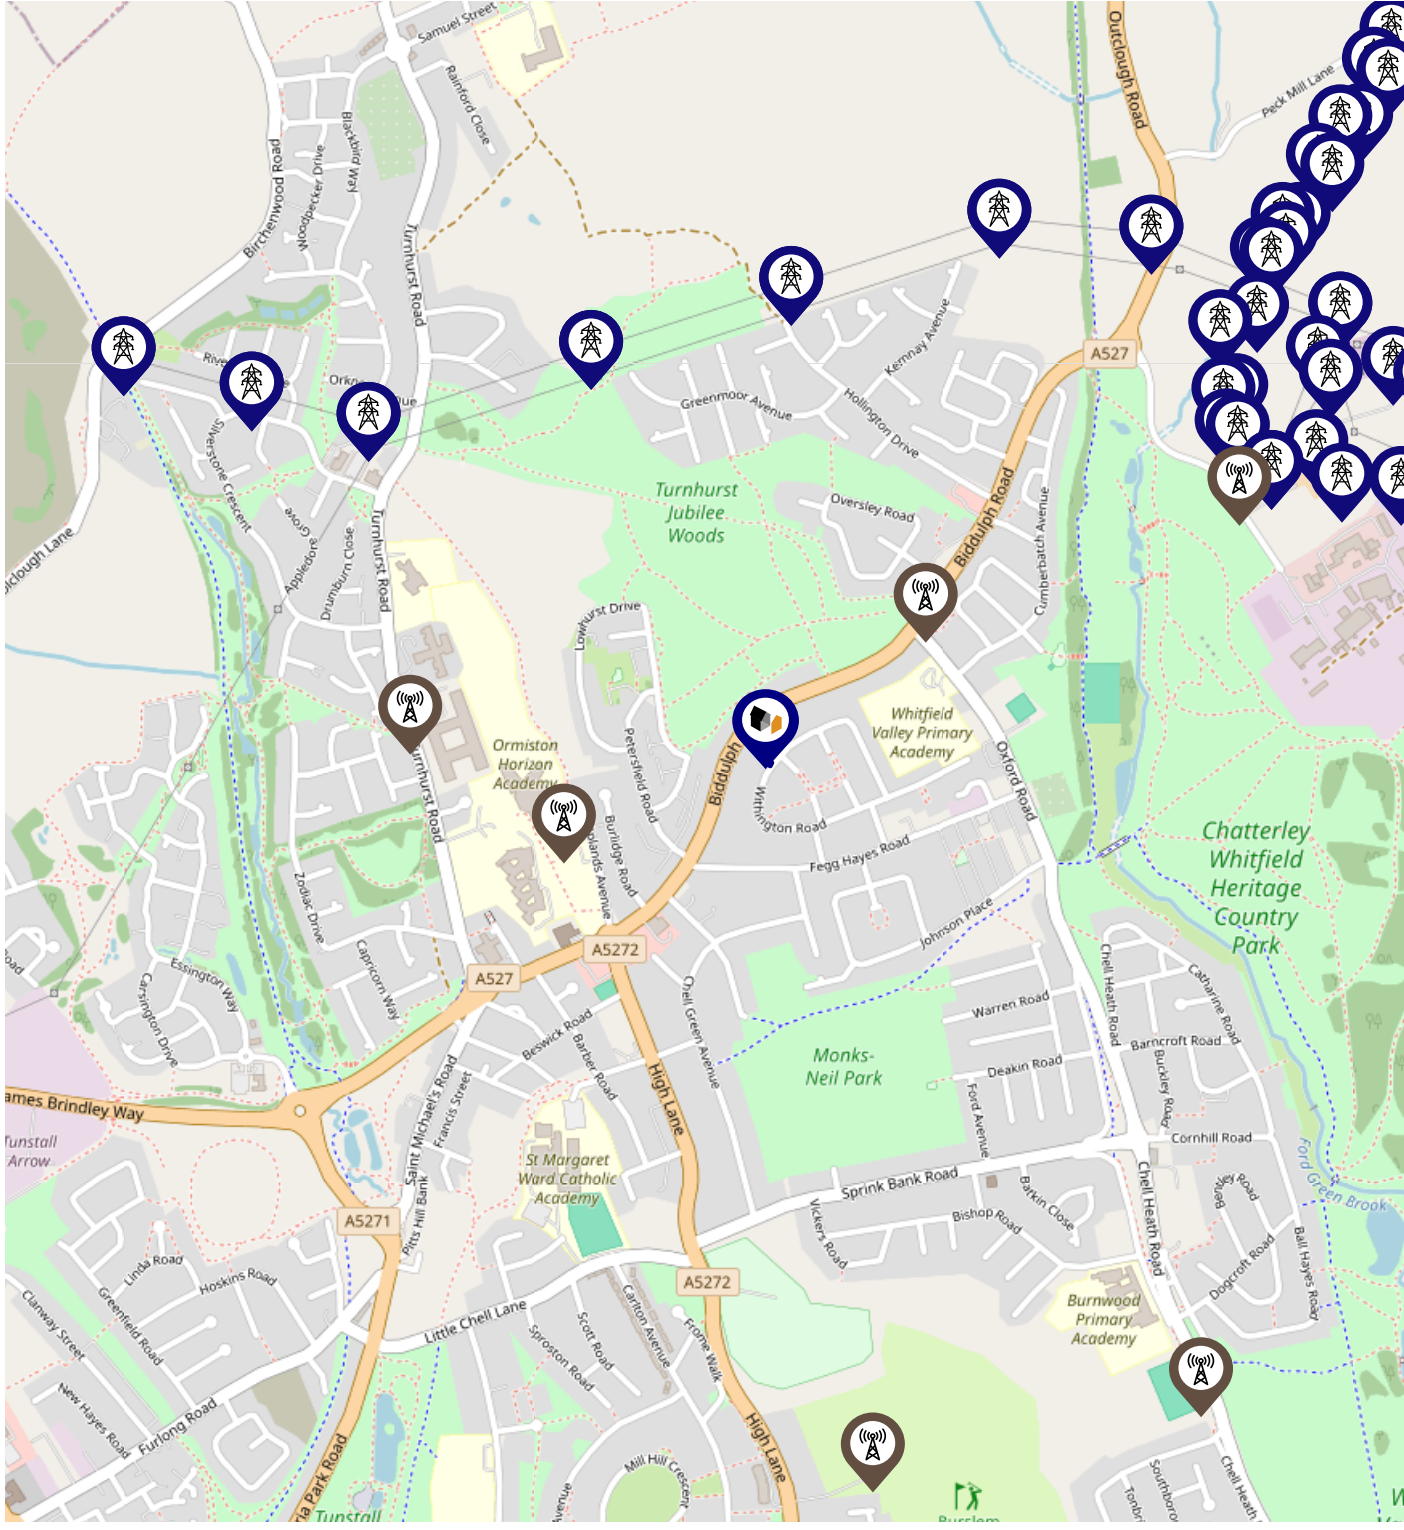 Samuel Street
Outclough Road
Rainford Close
Peck Mill Lane
Blackbird Way
Woodpecker Drive
Birchenwood Road
Turnhurst Road
Kemnay Avenue
A527
Greenmoor Avenue
Hollington Drive
Silverstone Crescent
Turnhurst
Jubilee
Woods
Oversley Road
Biddulph Road
Cumberbatch Avenue
Turnhurst Road
Appledore
Grove
Drumburn Close
Lowhurst Drive
Whitfield
Valley Primary
Academy
Ormiston
Horizon
Academy
Petersfield Road
Biddulph
Oxford Road
Turnhurst Road
Withington Road
Burlidge Road
Fegg Hayes Road
Chatterley
Whitfield
Heritage
Country
Park
Zodiac Drive
Johnson Place
Capricorn Way
A5272
A527
Essington Way
Carsington Drive
Chell Green Avenue
Chell Heath Road
Catharine Road
Warren Road
Beswick Road
Barber Road
Barncroft Road
Buckley Road
Monks-
Neil Park
Deakin Road
Ford Avenue
High Lane
Saint Michael's Road
Francis Street
ames Brindley Way
Tunstall
Arrow
Cornhill Road
St Margaret
Ward Catholic
Academy
Sprink Bank Road
Ford Green Brook
Chell Heath Road
Pitts Hill Bank
A5271
Vickers Road
Bishop Road
Barkin Close
Ball Hayes Road
Dogcroft Road
Linda Road
Hoskins Road
Greenfield Road
Clanway Street
A5272
Little Chell Lane
Carlton Avenue
Scott Road
Sproston Road
Frome Walk
Burnwood
Primary
Academy
New Hayes Road
Furlong Road
High Lane
Mill Hill Crescent
Avenue
ria Park Road
Chell Heath
Tunstall